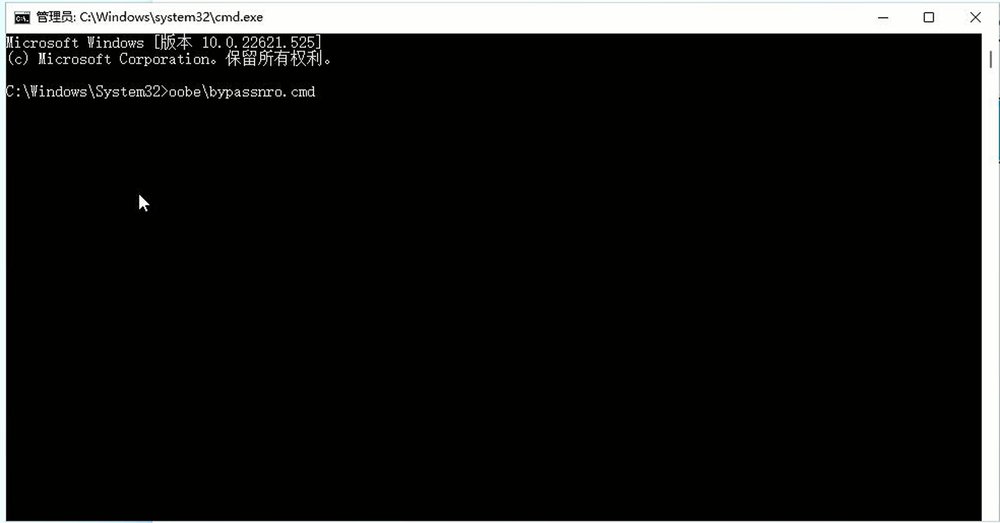 管理员: C:\Windows\system32\cmd.exe
Microsoft Windows [版本 10.0.22621.525]
(c) Microsoft Corporation。保留所有权利。
C:\Windows\System32>oobe\bypassnro.cmd